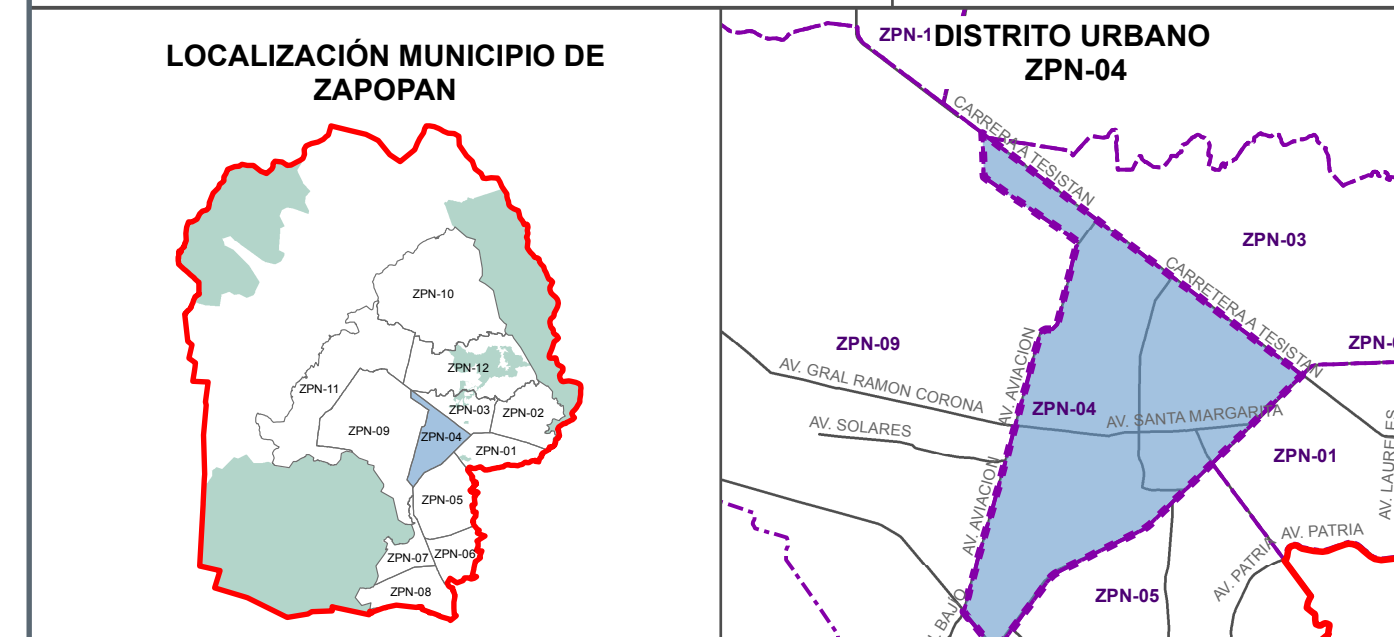 LOCALIZACIÓN MUNICIPIO DE
ZAPOPAN
ZPN-10
ZPN-12
ZPN-11
ZPN-03
ZPN-02
ZPN-09
ZPN-04
ZPN-01
ZPN-05
ZPN-07
ZPN-06
ZPN-08
ZPN-1
DISTRITO URBANO
ZPN-04
CARRERA A TESISTAN
ZPN-03
CARRETERA A TESISTAN
ZPN-09
AV. AVIACION
AV. GRAL RAMON CORONA
ZPN-04
AV. SANTA MARGARITA
AV. SOLARES
ZPN-01
AV. AVIACION
AV. PATRIA
AV. PATRIA
ZPN-05
BAJÍO